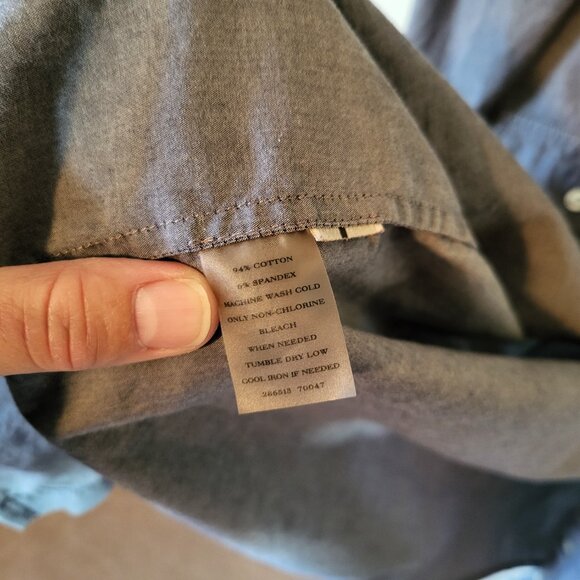 94% COTTON
6% SPANDEX
MACHINE WASH COLD
ONLY NON-CHLORINE
BLEACH
WHEN NEEDED
TUMBLE DRY LOW
COOL IRON IF NEEDED
286513 70047